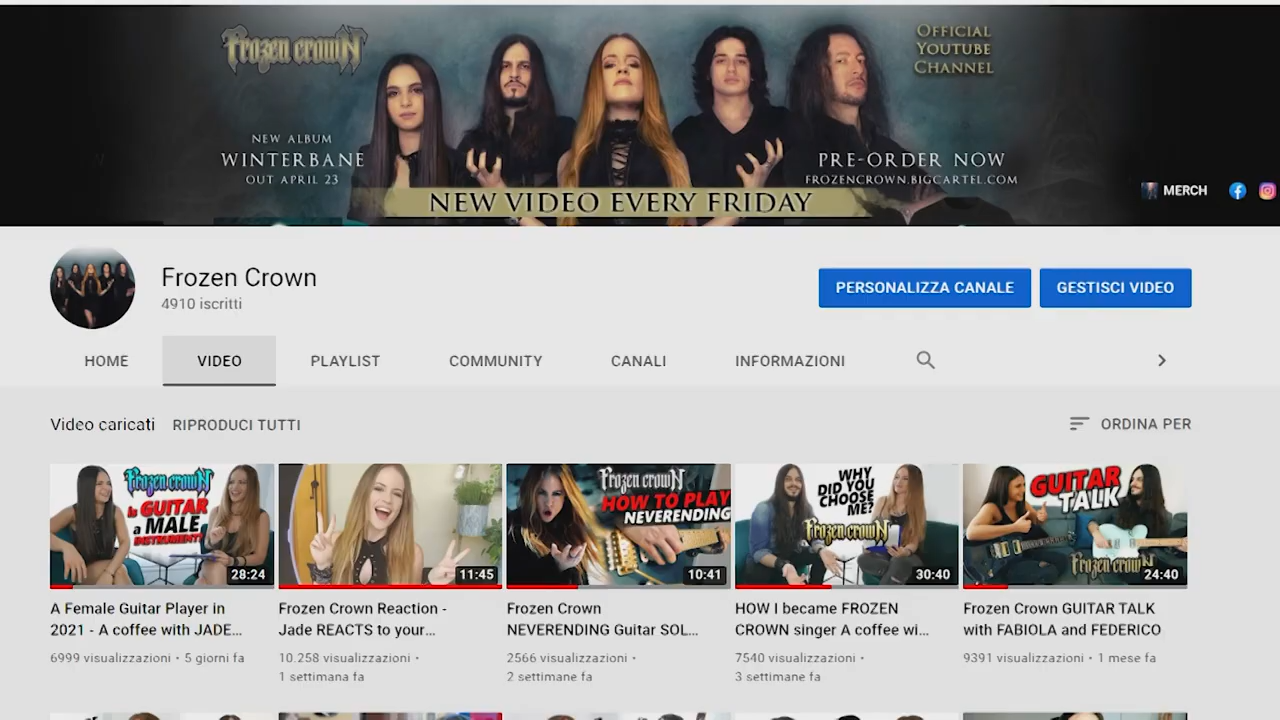 Frozen Crown
OFFICIAL
YOUTUBE
CHANNEL
NEW ALBUM
WINTERBANE
OUT APRIL 23
PRE-ORDER NOW
FROZENCROWN.BIGCARTEL.COM
NEW VIDEO EVERY FRIDAY
MERCH
Frozen Crown
4910 iscritti
PERSONALIZZA CANALE
GESTISCI VIDEO
HOME
VIDEO
PLAYLIST
COMMUNITY
CANALI
INFORMAZIONI
Video caricati
RIPRODUCI TUTTI
ORDINA PER
Frozen Crown
Is GUITAR
a MALE
INSTRUMENT?
28:24
11:45
Frozen Crown
HOW TO PLAY
NEVERENDING
10:41
WHY
DID YOU
CHOOSE
ME?
Frozen Crown
30:40
GUITAR
TALK
Frozen Crown
24:40
A Female Guitar Player in
2021 - A coffee with JADE...
6999 visualizzazioni • 5 giorni fa
Frozen Crown Reaction -
Jade REACTS to your...
10.258 visualizzazioni •
1 settimana fa
Frozen Crown
NEVERENDING Guitar SOL...
2566 visualizzazioni •
2 settimane fa
HOW I became FROZEN
CROWN singer A coffee wi...
7540 visualizzazioni •
3 settimane fa
Frozen Crown GUITAR TALK
with FABIOLA and FEDERICO
9391 visualizzazioni • 1 mese fa